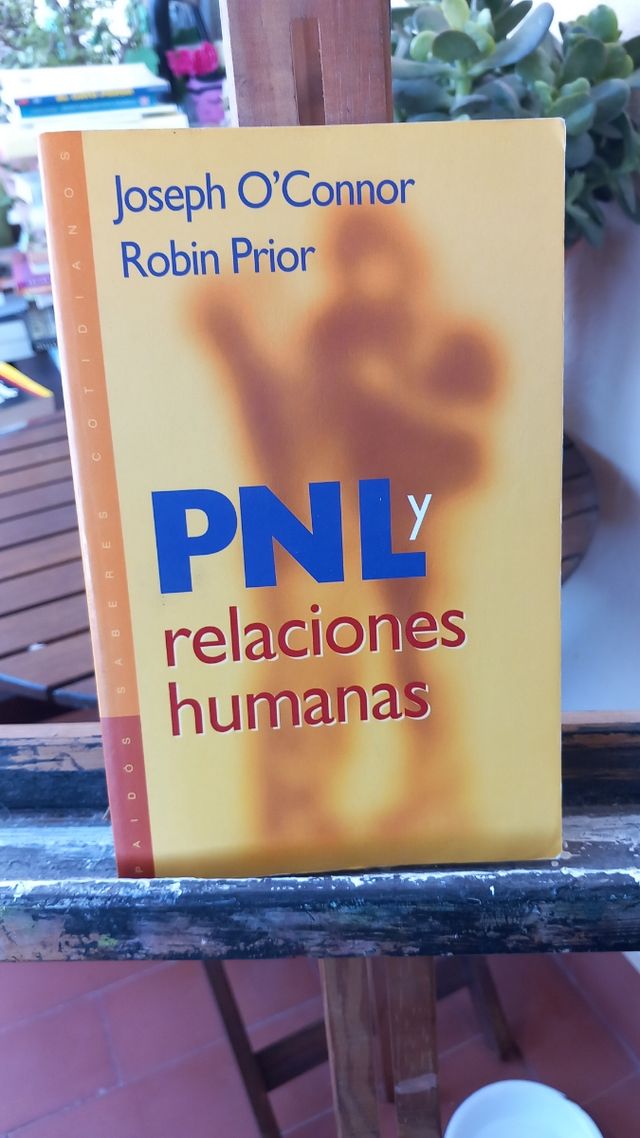 Joseph O'Connor
Robin Prior
PNL y
relaciones
humanas
PAIDÓS SABERES COTIDIANOS